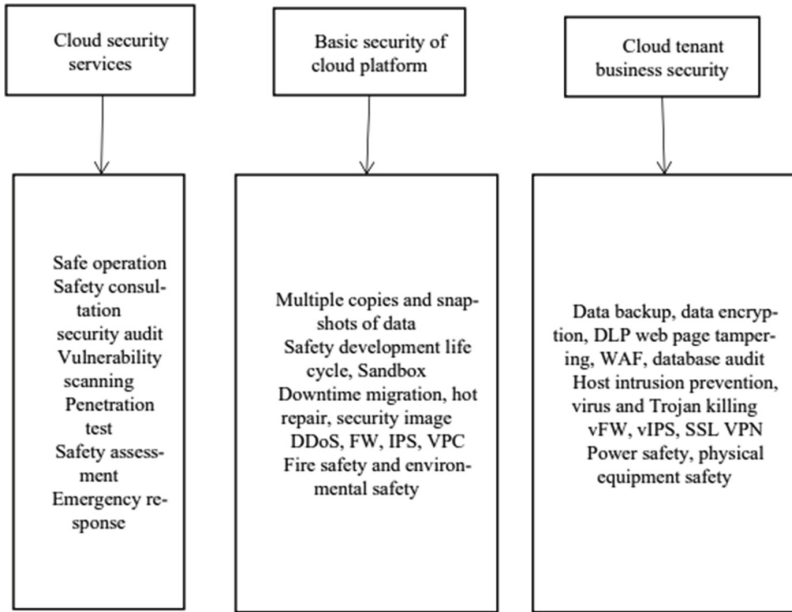 Cloud security
services
Basic security of
cloud platform
Cloud tenant
business security
Safe operation
Safety consul-
tation
security audit
Vulnerability
scanning
Penetration
test
Safety assess-
ment
Emergency re-
sponse
Multiple copies and snap-
shots of data
Safety development life
cycle, Sandbox
Downtime migration, hot
repair, security image
DDoS, FW, IPS, VPC
Fire safety and environ-
mental safety
Data backup, data encryp-
tion, DLP web page tamper-
ing, WAF, database audit
Host intrusion prevention,
virus and Trojan killing
vFW, vIPS, SSL VPN
Power safety, physical
equipment safety